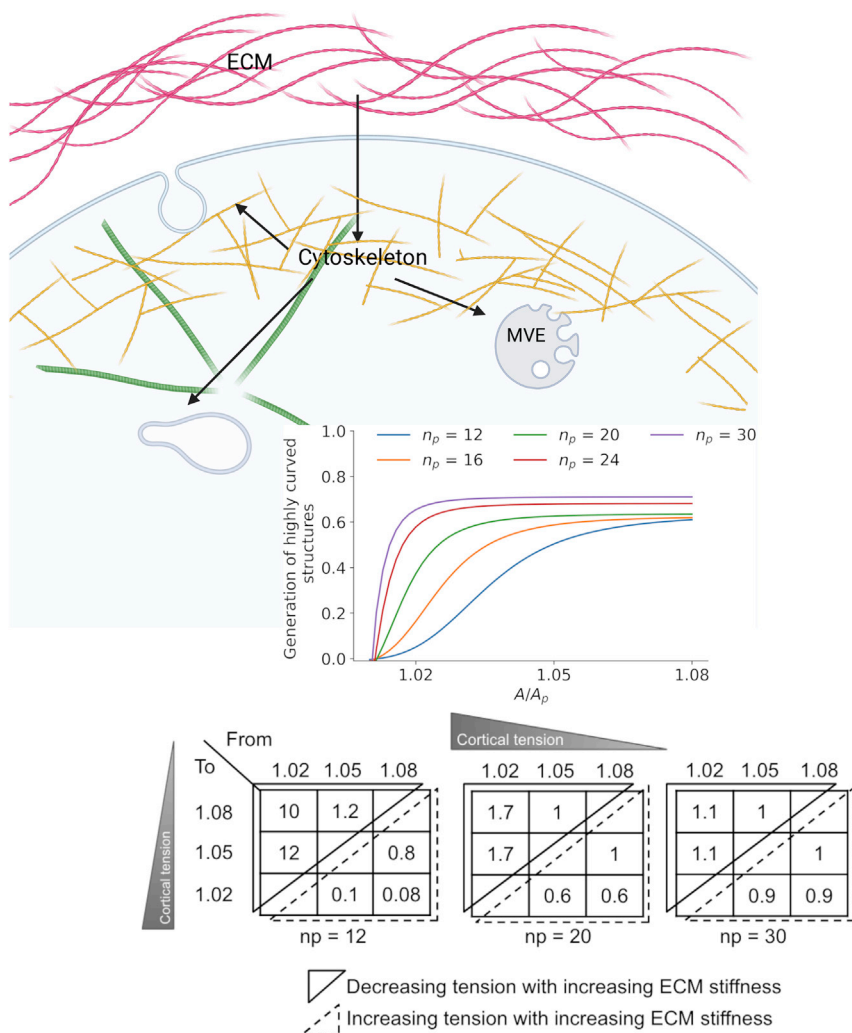 ECM
Cytoskeleton
MVE
n_p = 12 n_p = 20 n_p = 30
n_p = 16 n_p = 24
Generation of highly curved
structures
1.0
0.8
0.6
0.4
0.2
0.0
1.02 1.05 1.08
A/A_p
Cortical tension
From
To 1.02 1.05 1.08 1.02 1.05 1.08 1.02 1.05 1.08
1.08 10 1.2 1.7 1 1.1 1
1.05 12 0.8 1.7 1 1.1 1
1.02 0.1 0.08 0.6 0.6 0.9 0.9
Cortical tension
np = 12 np = 20 np = 30
Decreasing tension with increasing ECM stiffness
Increasing tension with increasing ECM stiffness